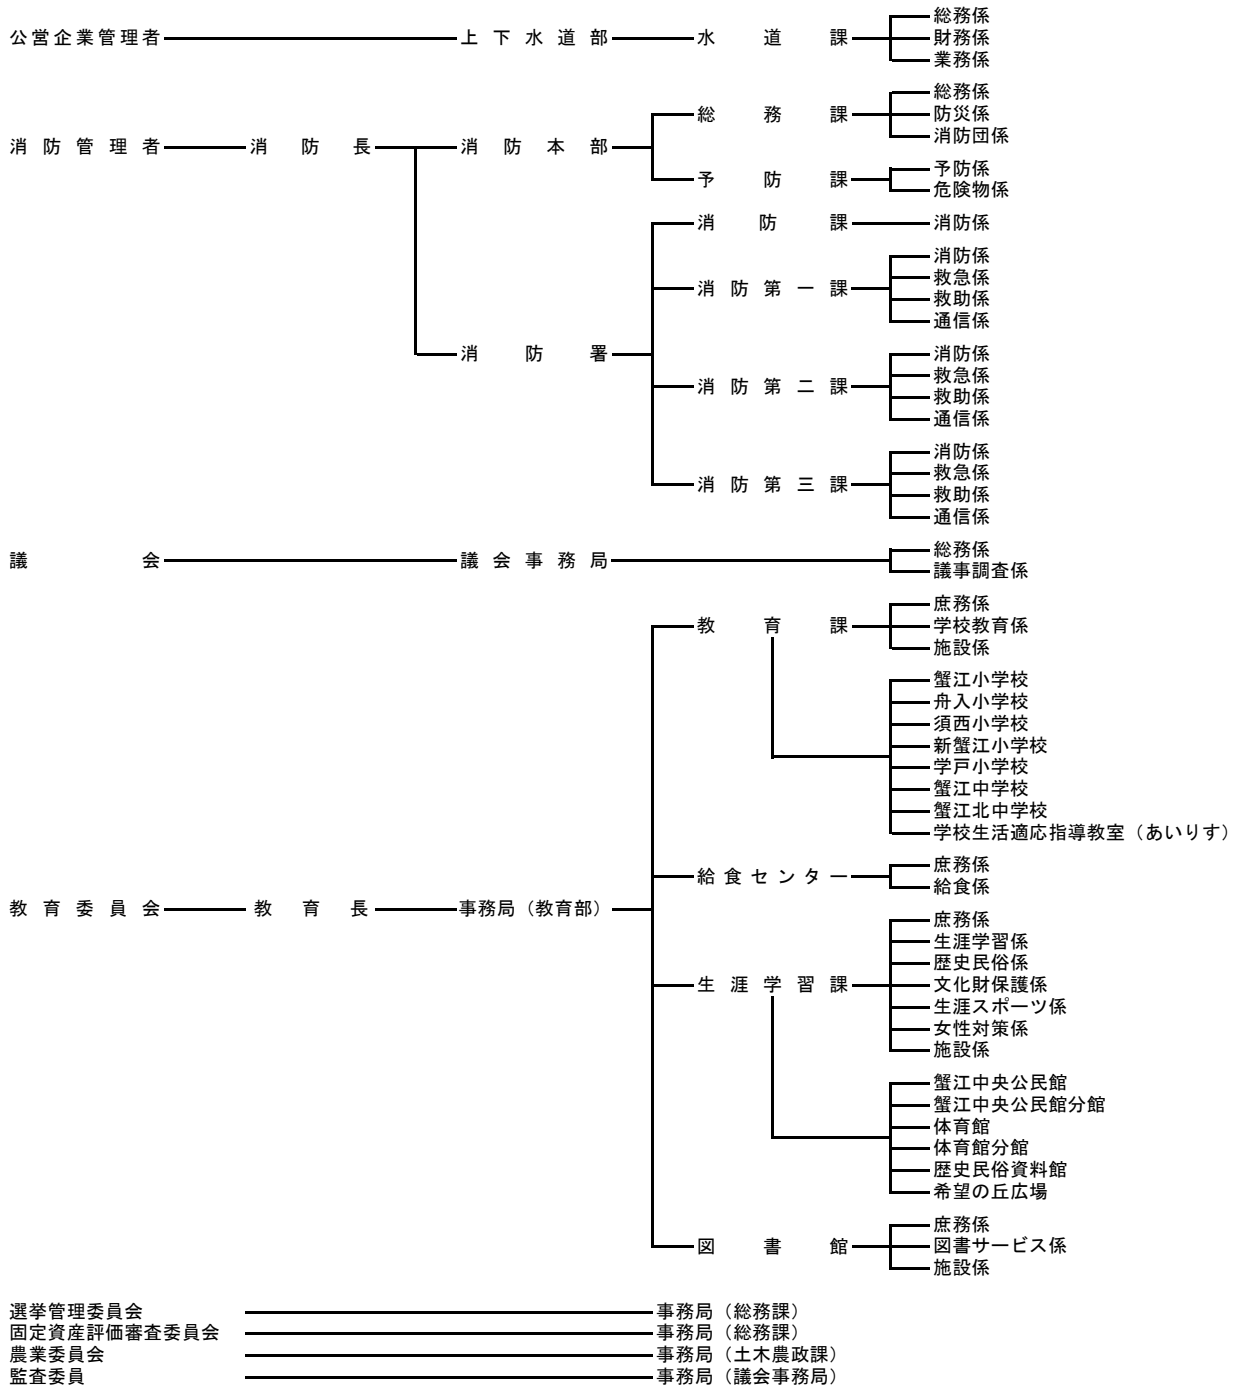 公営企業管理者 上下水道部 水道課
総務係
財務係
業務係
消防管理者 消防長 消防本部
総務課
総務係
防災係
消防団係
予防課
予防係
危険物係
消防署
消防課
消防係
消防第一課
消防係
救急係
救助係
通信係
消防第二課
消防係
救急係
救助係
通信係
消防第三課
消防係
救急係
救助係
通信係
議会 議会事務局
総務係
議事調査係
教育委員会 教育長 事務局（教育部）
教育課
庶務係
学校教育係
施設係
蟹江小学校
舟入小学校
須西小学校
新蟹江小学校
学戸小学校
蟹江中学校
蟹江北中学校
学校生活適応指導教室（あいりす）
給食センター
庶務係
給食係
生涯学習課
庶務係
生涯学習係
歴史民俗係
文化財保護係
生涯スポーツ係
女性対策係
施設係
蟹江中央公民館
蟹江中央公民館分館
体育館
体育館分館
歴史民俗資料館
希望の丘広場
図書館
庶務係
図書サービス係
施設係
選挙管理委員会 事務局（総務課）
固定資産評価審査委員会 事務局（総務課）
農業委員会 事務局（土木農政課）
監査委員 事務局（議会事務局）